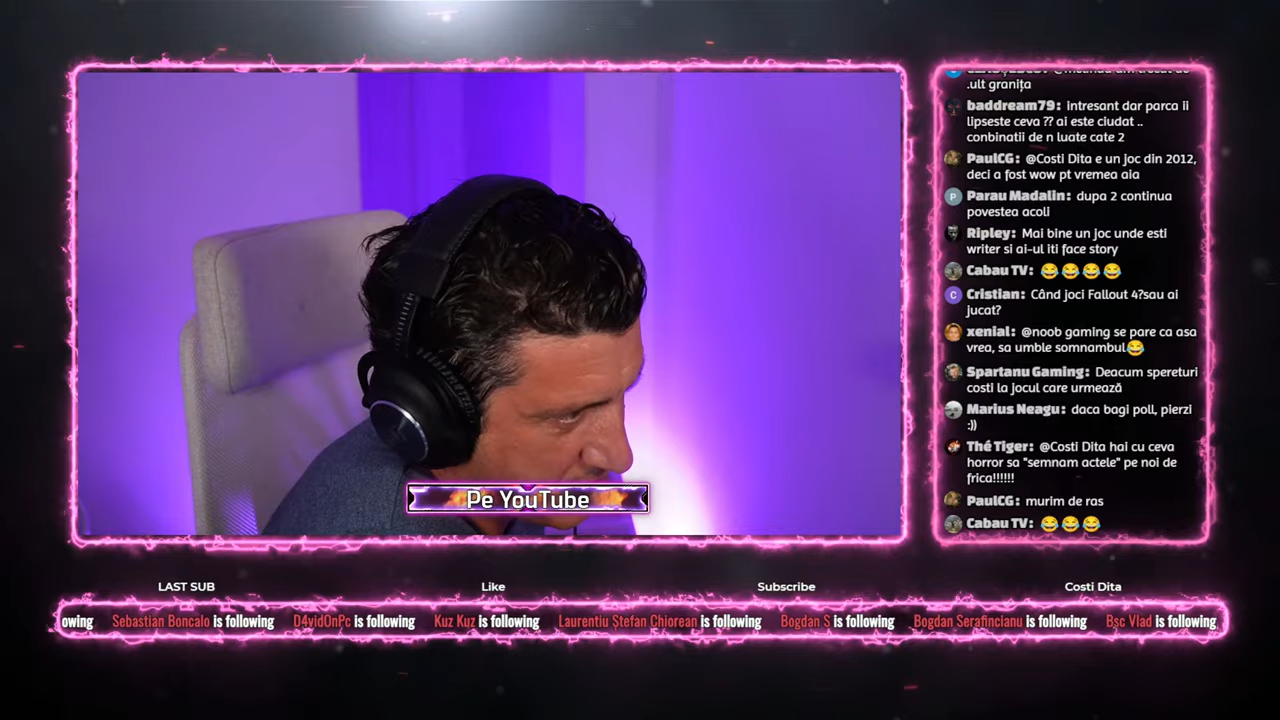 .ult granița
baddream79: intresant dar parca ii
lipseste ceva ?? ai este ciudat ..
conbinatii de n luate cate 2
PaulCG: @Costi Dita e un joc din 2012,
deci a fost wow pt vremea aia
Parau Madalin: dupa 2 continua
povestea acoli
Ripley: Mai bine un joc unde esti
writer si ai-ul iti face story
Cabau TV: 😂😂😂😂
Cristian: Când joci Fallout 4?sau ai
jucat?
xenial: @noob gaming se pare ca asa
vrea, sa umble somnambul😂
Spartanu Gaming: Deacum spereturi
costi la jocul care urmează
Marius Neagu: daca bagi poll, pierzi
:))
Thé Tiger: @Costi Dita hai cu ceva
horror sa "semnam actele" pe noi de
frica!!!!!!
PaulCG: murim de ras
Cabau TV: 😂😂😂
Pe YouTube
LAST SUB Like Subscribe Costi Dita
owing Sebastian Boncalo is following D4vidOnPc is following Kuz Kuz is following Laurentiu Ștefan Chiorean is following Bogdan S is following Bogdan Serafincianu is following Bșc Vlad is following